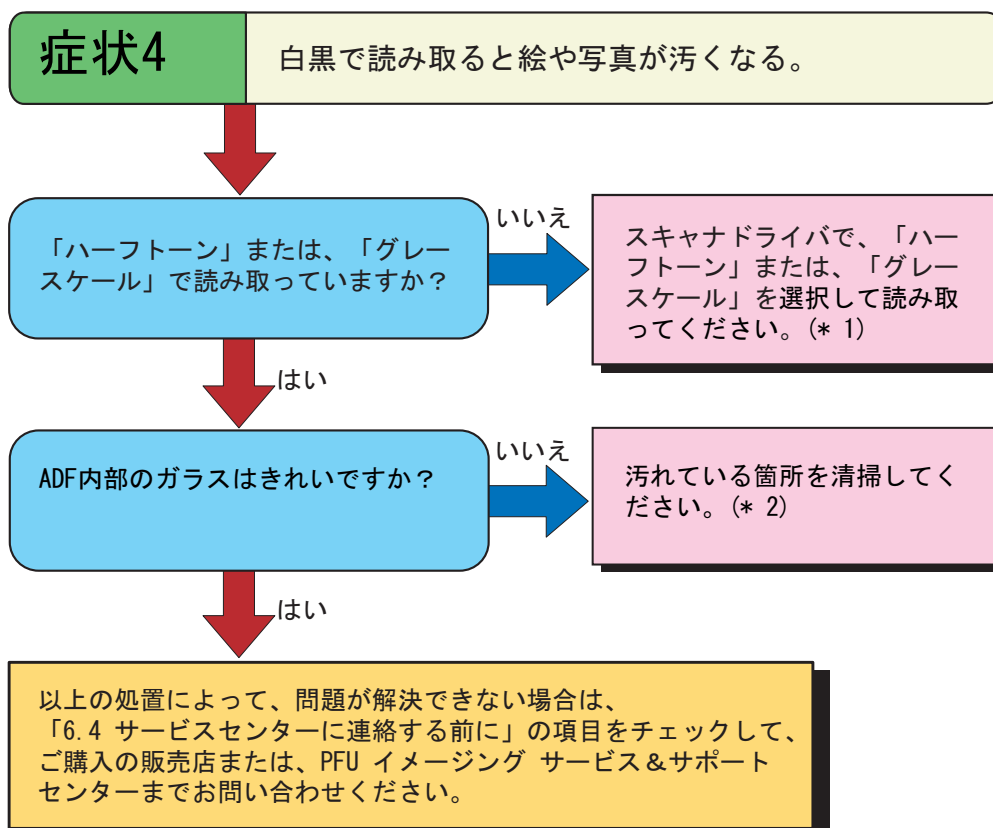 症状4
白黒で読み取ると絵や写真が汚くなる。
「ハーフトーン」または、「グレー
スケール」で読み取っていますか？
いいえ
スキャナドライバで、「ハー
フトーン」または、「グレー
スケール」を選択して読み取
ってください。(* 1)
はい
ADF内部のガラスはきれいですか？
いいえ
汚れている箇所を清掃してく
ださい。(* 2)
はい
以上の処置によって、問題が解決できない場合は、
「6.4 サービスセンターに連絡する前に」の項目をチェックして、
ご購入の販売店または、PFU イメージング サービス＆サポート
センターまでお問い合わせください。